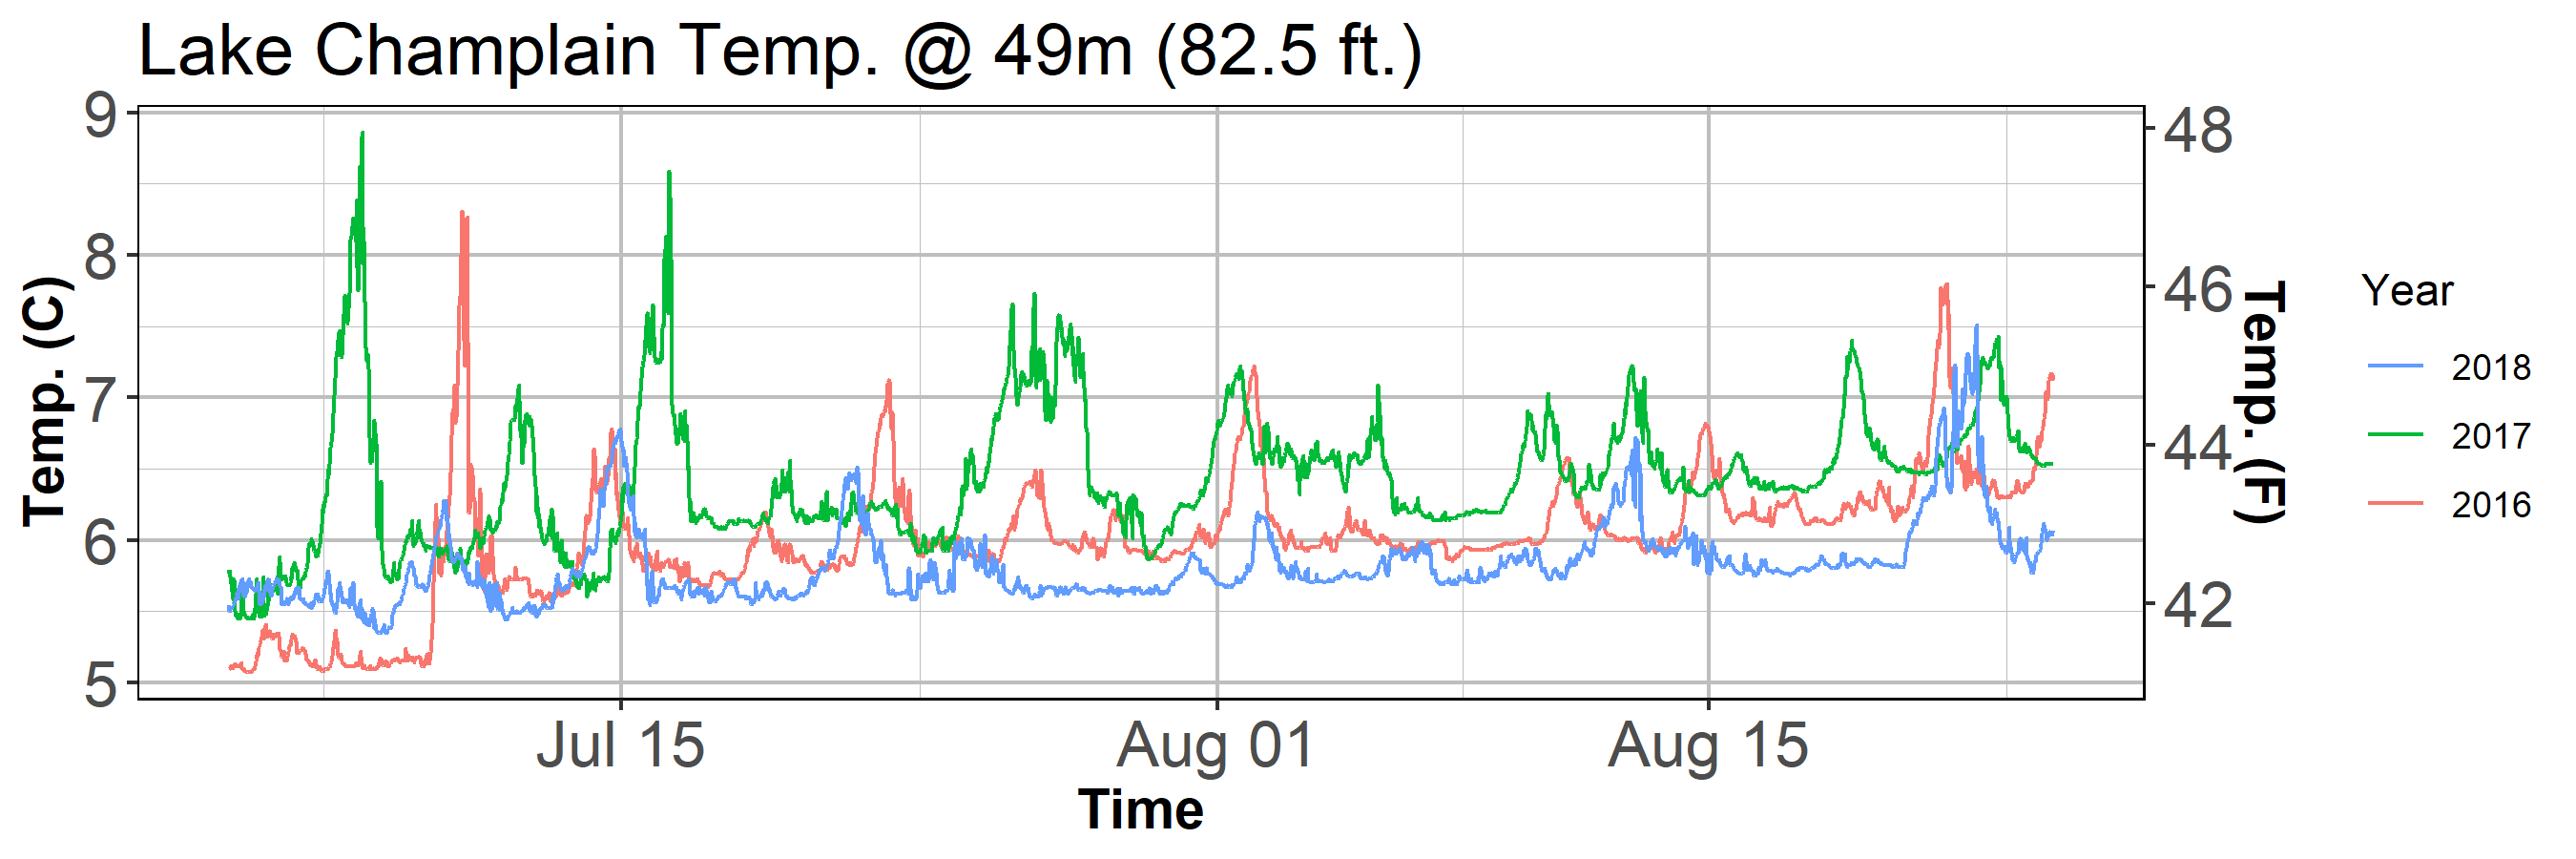 Lake Champlain Temp. @ 49m (82.5 ft.)
Temp. (C)
9
8
7
6
5
48
46
44
42
Temp. (F)
Jul 15
Aug 01
Aug 15
Time
Year
2018
2017
2016